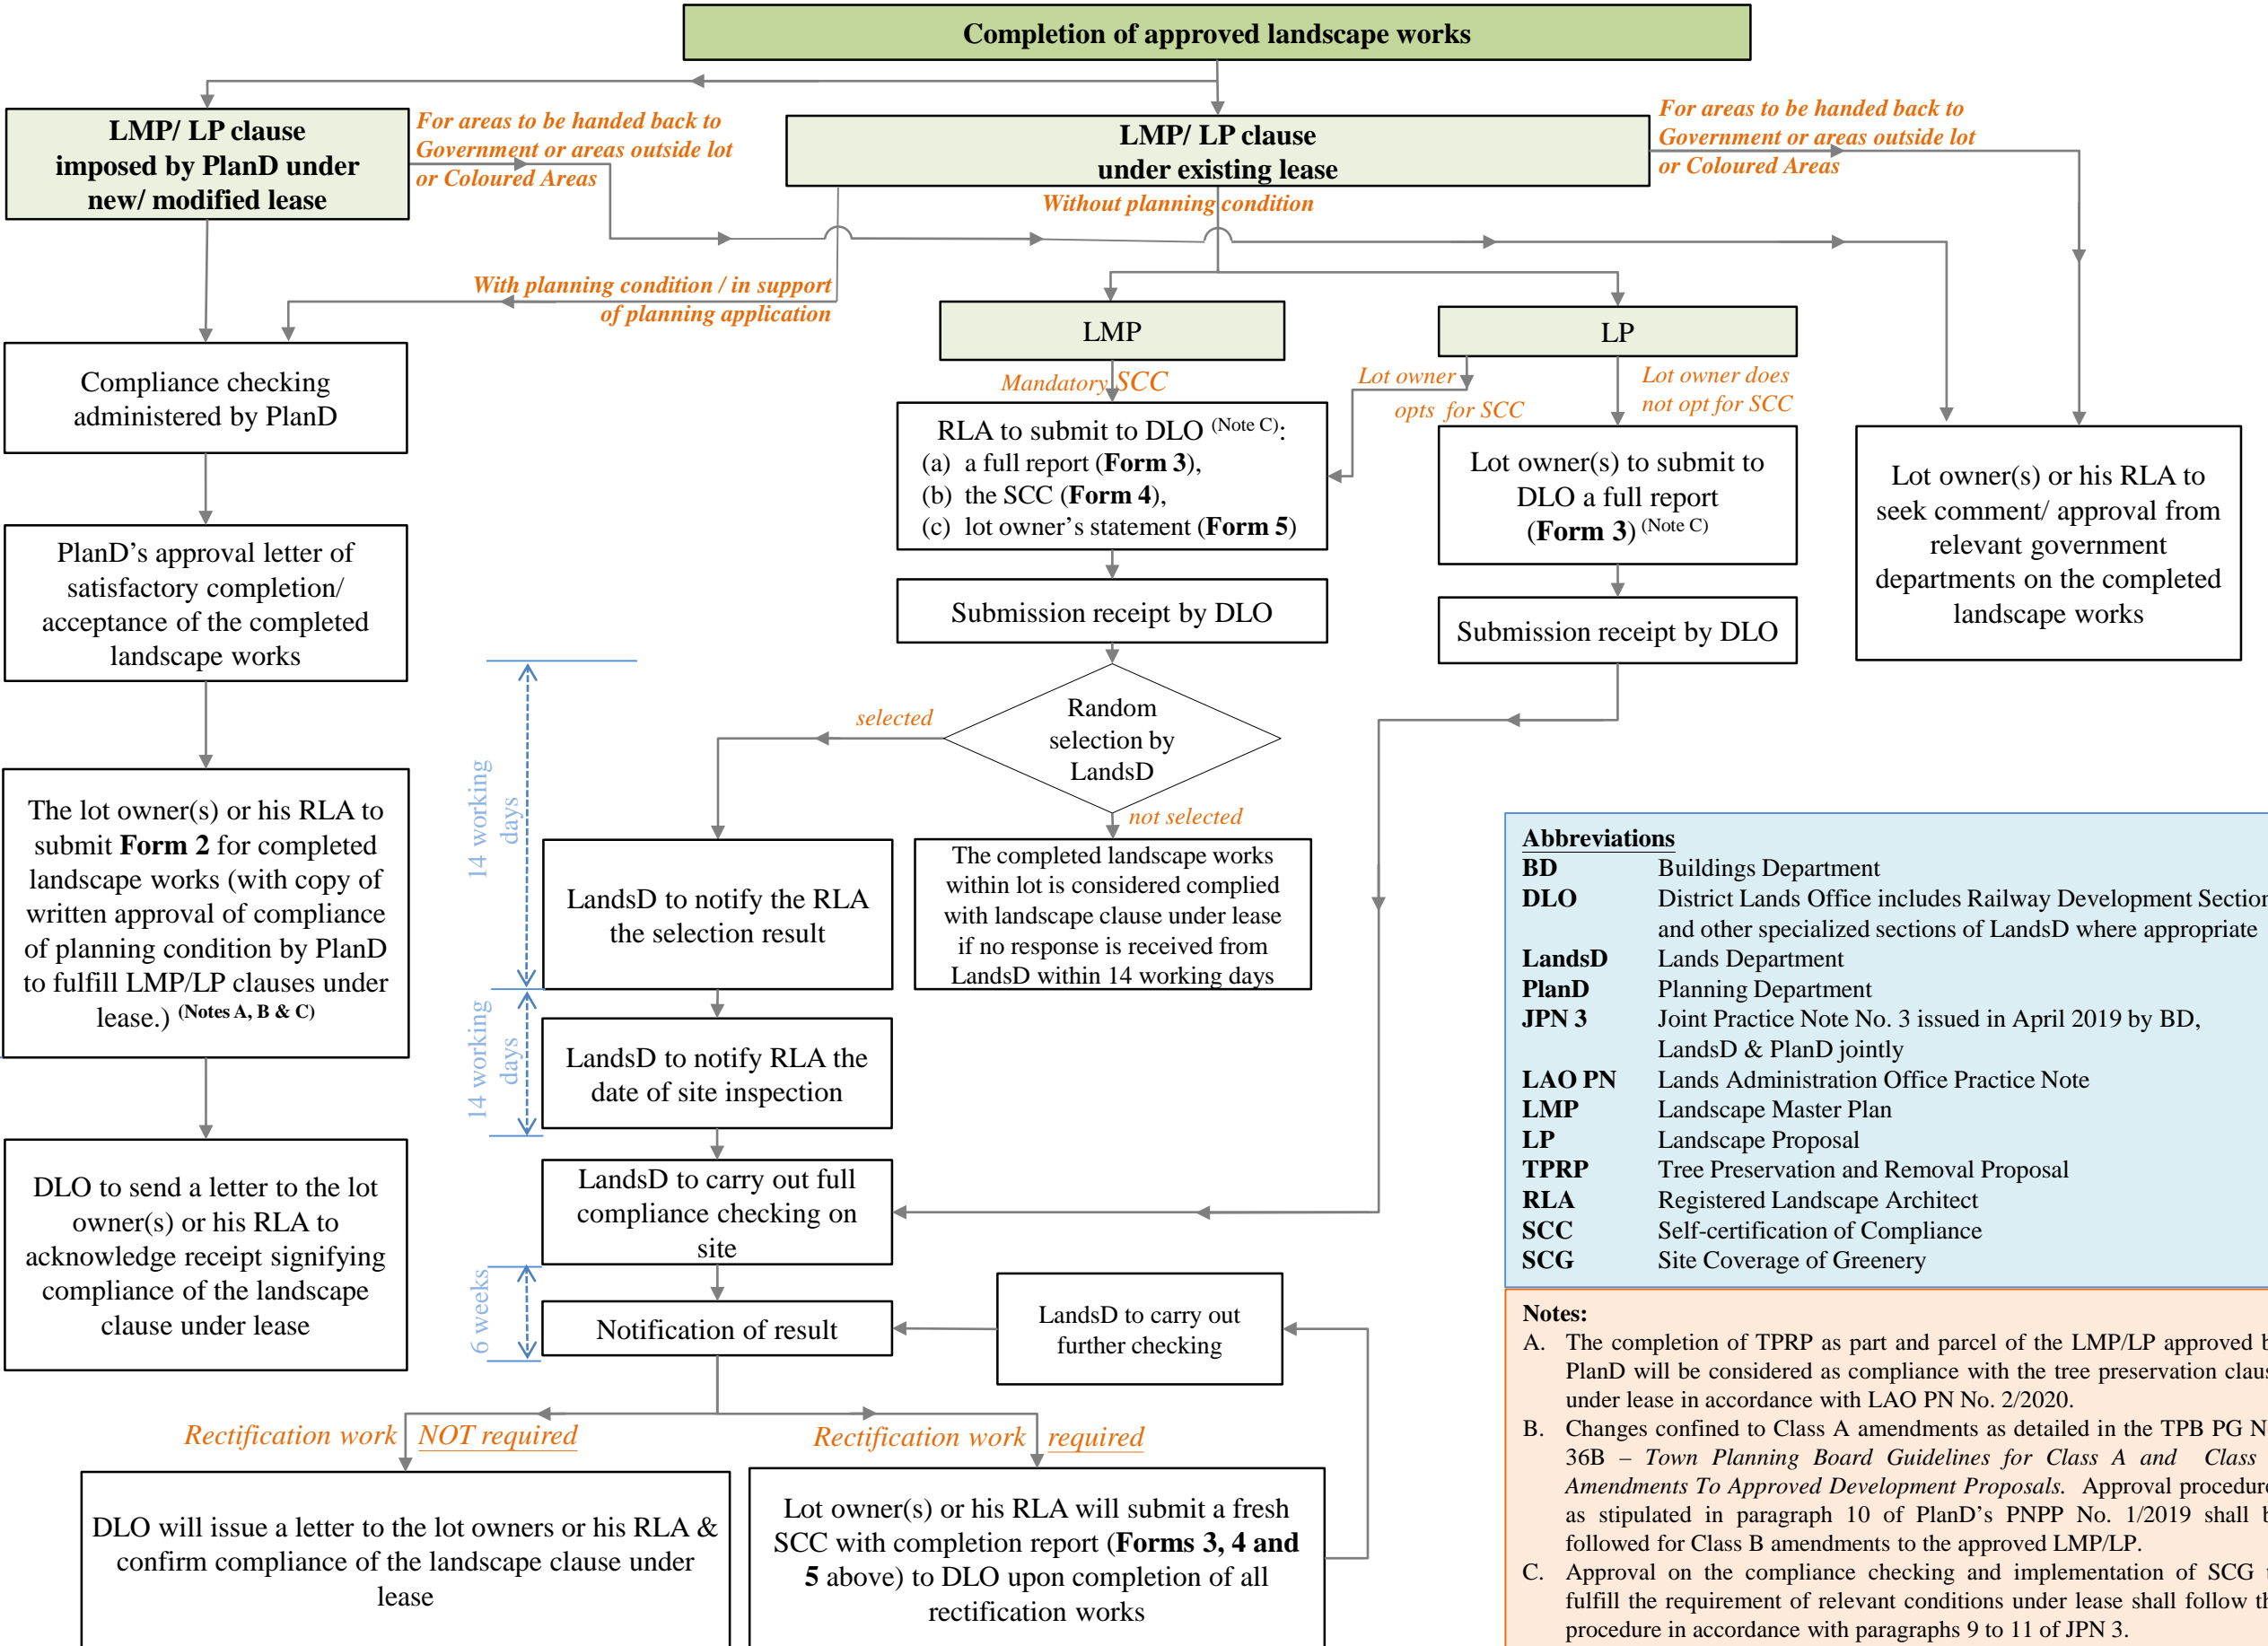 Completion of approved landscape works
LMP/ LP clause
imposed by PlanD under
new/ modified lease
For areas to be handed back to
Government or areas outside lot
or Coloured Areas
LMP/ LP clause
under existing lease
For areas to be handed back to
Government or areas outside lot
or Coloured Areas
Without planning condition
With planning condition / in support
of planning application
LMP
LP
Mandatory SCC
Lot owner
opts for SCC
Lot owner does
not opt for SCC
Compliance checking
administered by PlanD
RLA to submit to DLO (Note C):
(a) a full report (Form 3),
(b) the SCC (Form 4),
(c) lot owner's statement (Form 5)
Lot owner(s) to submit to
DLO a full report
(Form 3) (Note C)
Lot owner(s) or his RLA to
seek comment/ approval from
relevant government
departments on the completed
landscape works
PlanD's approval letter of
satisfactory completion/
acceptance of the completed
landscape works
Submission receipt by DLO
Submission receipt by DLO
Random
selection by
LandsD
selected
not selected
14 working
days
The lot owner(s) or his RLA to
submit Form 2 for completed
landscape works (with copy of
written approval of compliance
of planning condition by PlanD
to fulfill LMP/LP clauses under
lease.) (Notes A, B & C)
LandsD to notify the RLA
the selection result
The completed landscape works
within lot is considered complied
with landscape clause under lease
if no response is received from
LandsD within 14 working days
14 working
days
LandsD to notify RLA the
date of site inspection
DLO to send a letter to the lot
owner(s) or his RLA to
acknowledge receipt signifying
compliance of the landscape
clause under lease
LandsD to carry out full
compliance checking on
site
6 weeks
Notification of result
LandsD to carry out
further checking
Rectification work NOT required
Rectification work required
DLO will issue a letter to the lot owners or his RLA &
confirm compliance of the landscape clause under
lease
Lot owner(s) or his RLA will submit a fresh
SCC with completion report (Forms 3, 4 and
5 above) to DLO upon completion of all
rectification works
Abbreviations
BD Buildings Department
DLO District Lands Office includes Railway Development Section
and other specialized sections of LandsD where appropriate
LandsD Lands Department
PlanD Planning Department
JPN 3 Joint Practice Note No. 3 issued in April 2019 by BD,
LandsD & PlanD jointly
LAO PN Lands Administration Office Practice Note
LMP Landscape Master Plan
LP Landscape Proposal
TPRP Tree Preservation and Removal Proposal
RLA Registered Landscape Architect
SCC Self-certification of Compliance
SCG Site Coverage of Greenery
Notes:
A. The completion of TPRP as part and parcel of the LMP/LP approved
PlanD will be considered as compliance with the tree preservation
under lease in accordance with LAO PN No. 2/2020.
B. Changes confined to Class A amendments as detailed in the TPB PG
36B – Town Planning Board Guidelines for Class A and Class
Amendments To Approved Development Proposals. Approval
as stipulated in paragraph 10 of PlanD's PNPP No. 1/2019 shall
followed for Class B amendments to the approved LMP/LP.
C. Approval on the compliance checking and implementation of SCG
fulfill the requirement of relevant conditions under lease shall follow
procedure in accordance with paragraphs 9 to 11 of JPN 3.